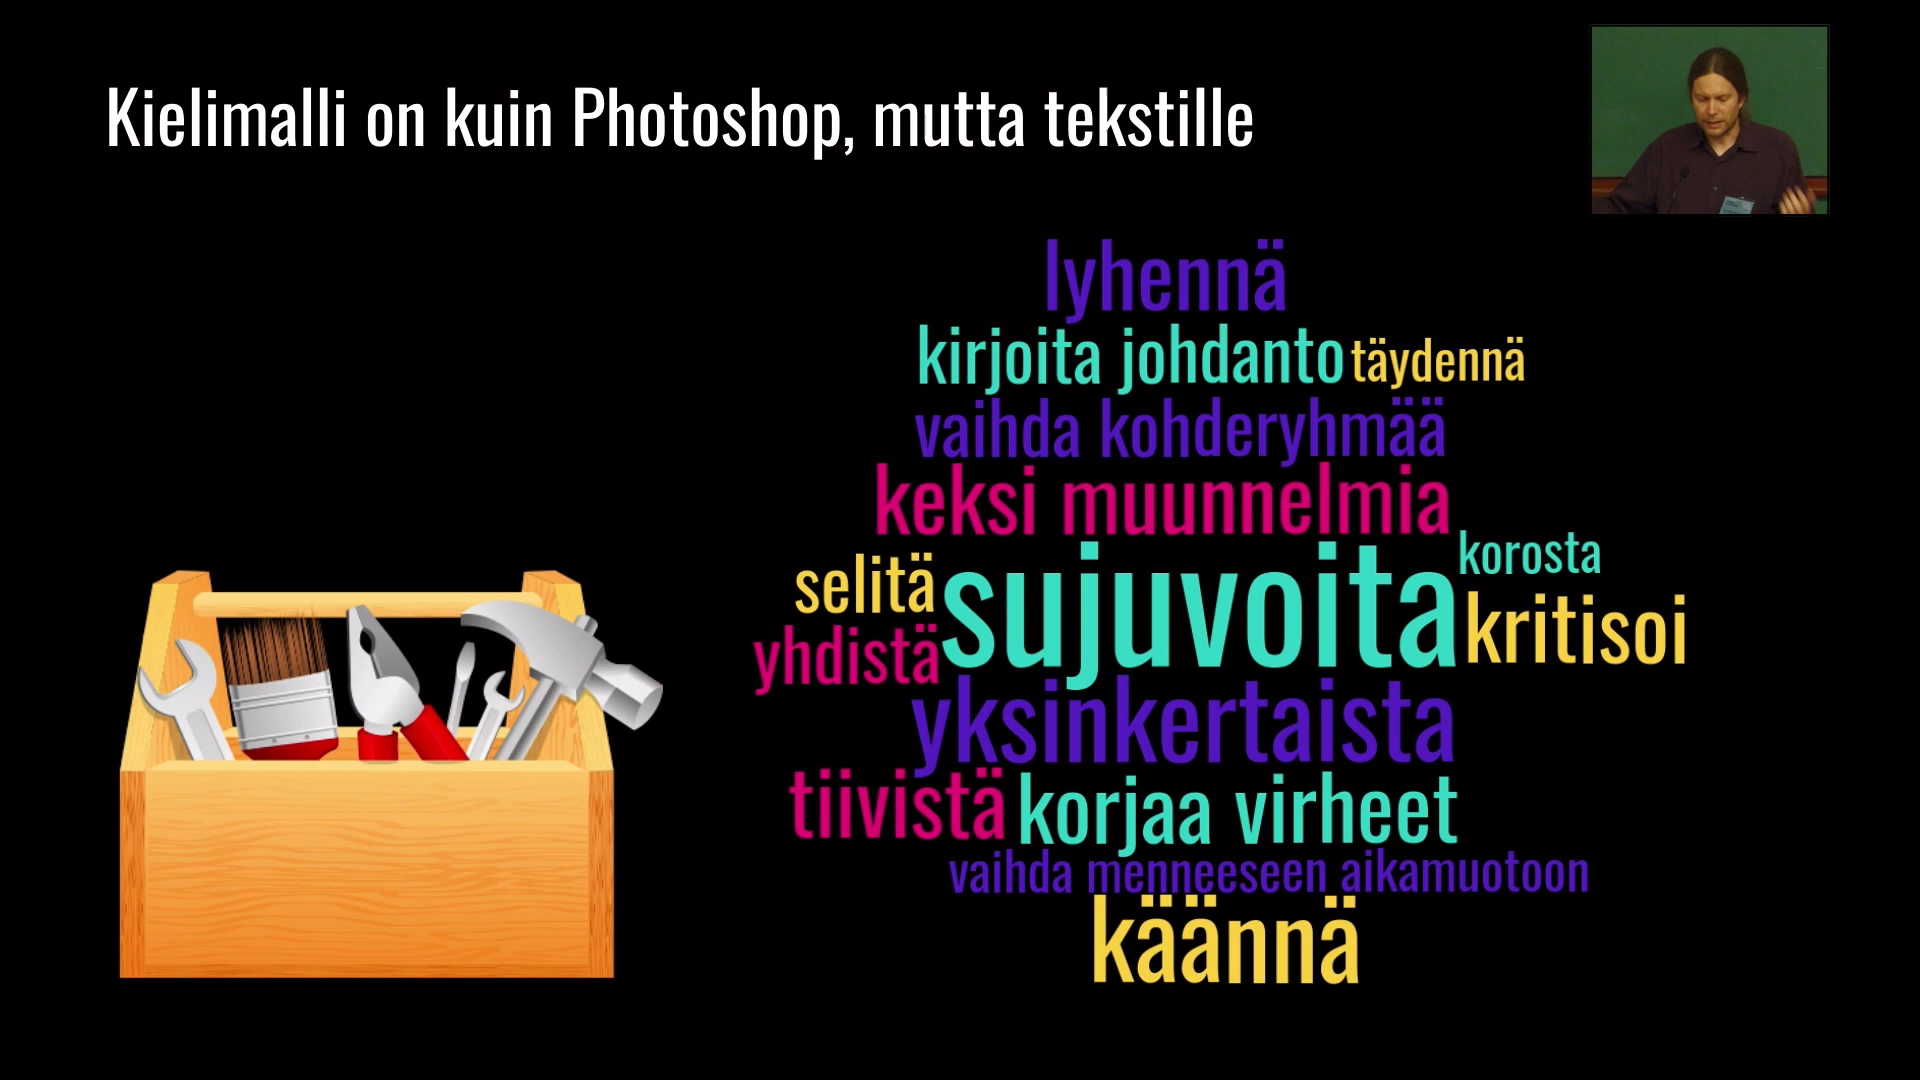 Kielimalli on kuin Photoshop, mutta tekstille
lyhennä
kirjoita johdanto täydennä
vaihda kohderyhmää
keksi muunnelmia
selitä sujuvoita korosta
yhdistä kritisoi
yksinkertaista
tiivistä korjaa virheet
vaihda menneeseen aikamuotoon
käännä